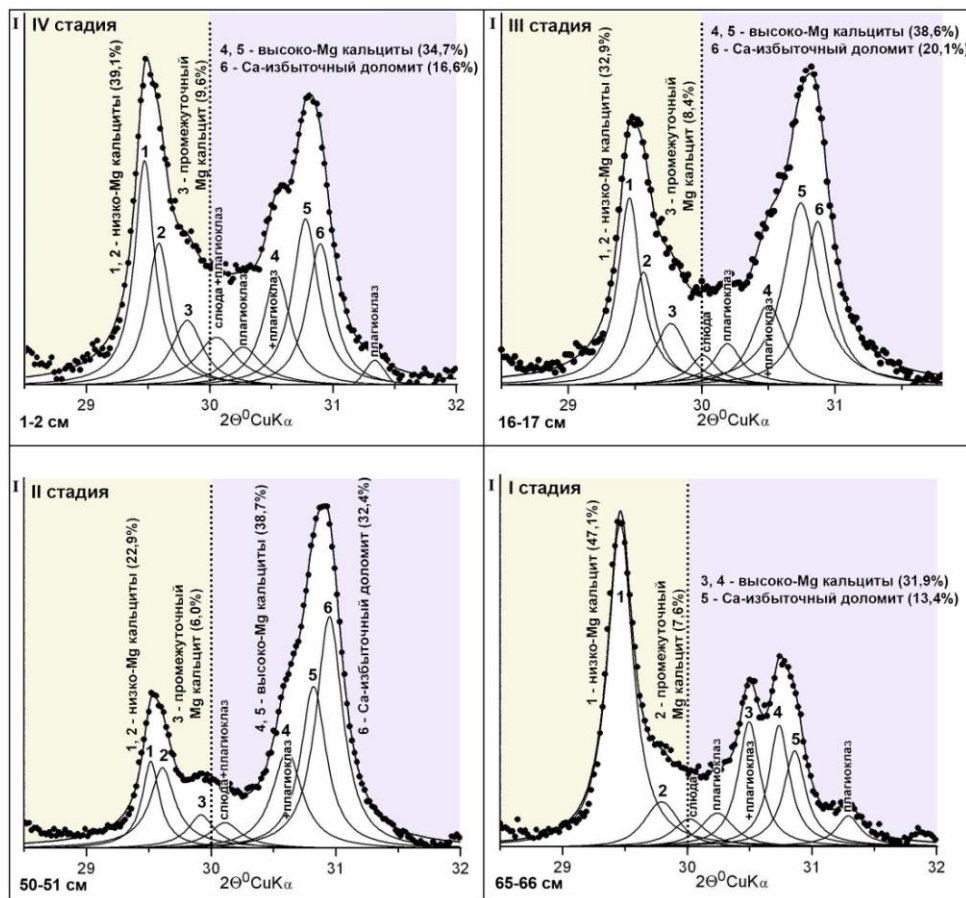 I
IV стадия
4, 5 - высоко-Mg кальциты (34,7%)
6 - Ca-избыточный доломит (16,6%)
1, 2 - низко-Mg кальциты (39,1%)
3 - промежуточный
Mg кальцит (9,6%)
1
2
3
слюда+плагиоклаз
плагиоклаз
4
+плагиоклаз
5
6
плагиоклаз
29
30
31
32
1-2 см
2Θ⁰CuKα
I
III стадия
4, 5 - высоко-Mg кальциты (38,6%)
6 - Ca-избыточный доломит (20,1%)
1, 2 - низко-Mg кальциты (32,9%)
3 - промежуточный
Mg кальцит (8,4%)
1
2
3
слюда
плагиоклаз
4
+плагиоклаз
5
6
29
30
31
16-17 см
2Θ⁰CuKα
I
II стадия
1, 2 - низко-Mg кальциты (22,9%)
3 - промежуточный
Mg кальцит (6,0%)
4, 5 - высоко-Mg кальциты (38,7%)
6 - Ca-избыточный доломит (32,4%)
1
2
3
слюда+плагиоклаз
4
+плагиоклаз
5
6
29
30
31
32
50-51 см
2Θ⁰CuKα
I
I стадия
1 - низко-Mg кальцит (47,1%)
2 - промежуточный
Mg кальцит (7,6%)
3, 4 - высоко-Mg кальциты (31,9%)
5 - Ca-избыточный доломит (13,4%)
1
2
слюда
плагиоклаз
3
+плагиоклаз
4
5
плагиоклаз
29
30
31
32
65-66 см
2Θ⁰CuKα